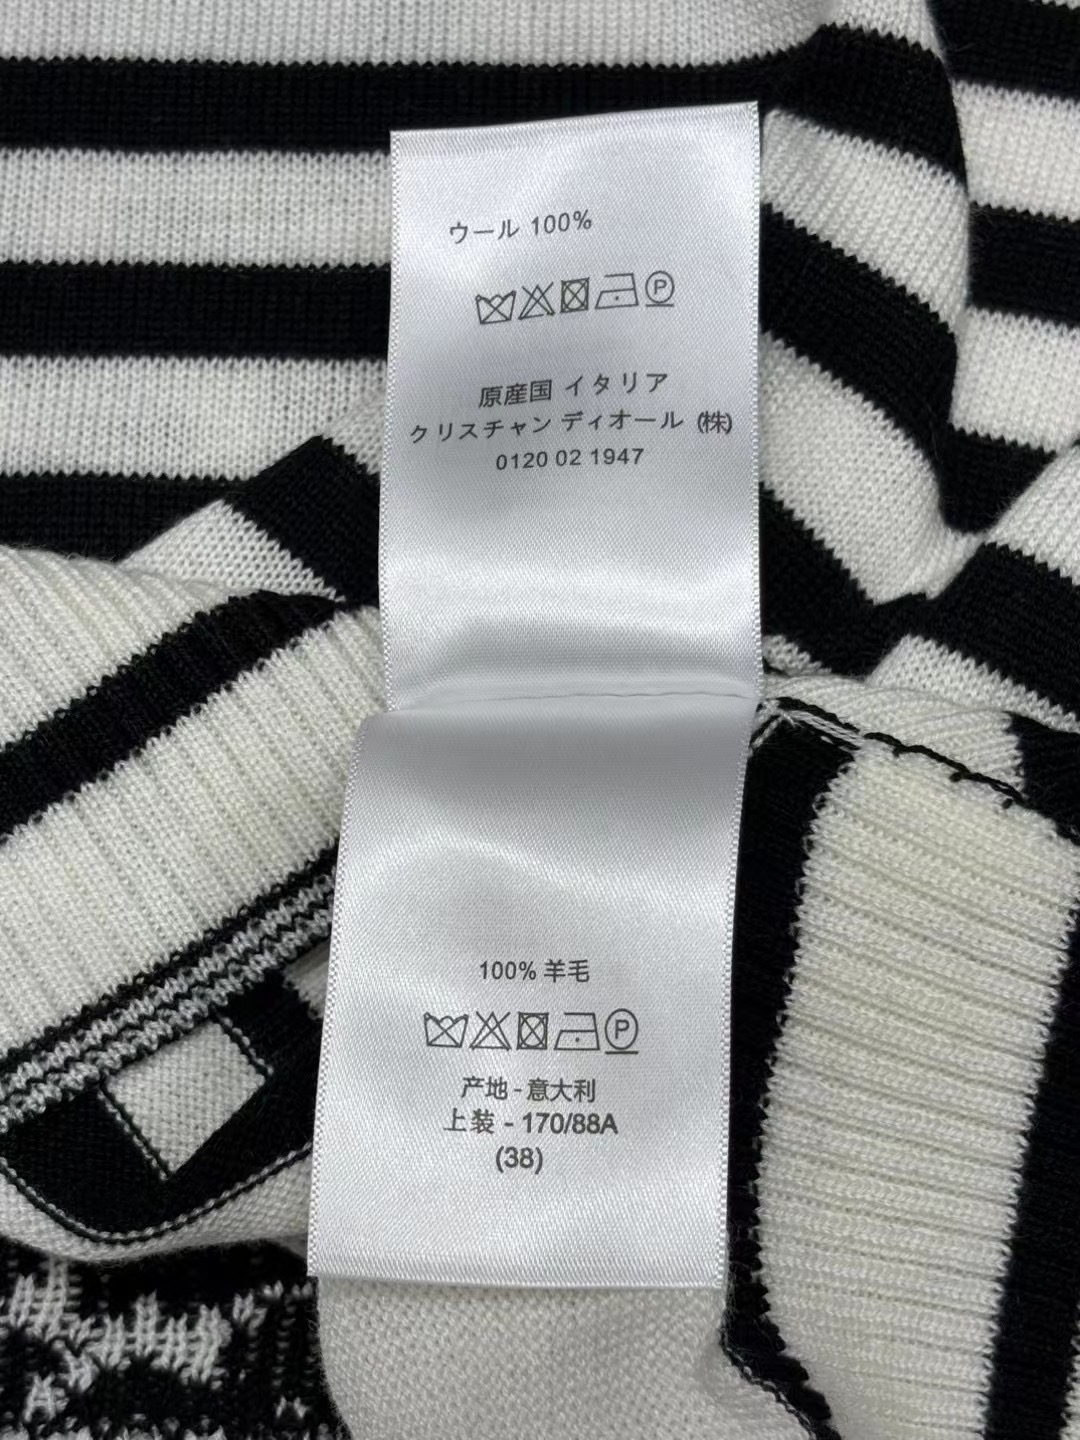 ウール 100%
P
原産国 イタリア
クリスチャン ディオール (株)
0120 02 1947
100% 羊毛
P
产地 - 意大利
上装 - 170/88A
(38)